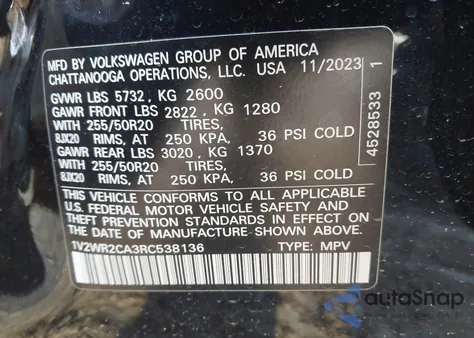 MFD. BY VOLKSWAGEN GROUP OF AMERICA
CHATTANOOGA OPERATIONS, LLC. USA 11/2023
GVWR LBS 5732, KG 2600
GAWR FRONT LBS 2822, KG 1280
WITH 255/50R20 TIRES,
8JX20 RIMS, AT 250 KPA, 36 PSI COLD
GAWR REAR LBS 3020, KG 1370
WITH 255/50R20 TIRES,
8JX20 RIMS, AT 250 KPA, 36 PSI COLD
THIS VEHICLE CONFORMS TO ALL APPLICABLE
U.S. FEDERAL MOTOR VEHICLE SAFETY AND
THEFT PREVENTION STANDARDS IN EFFECT ON
THE DATE OF MANUFACTURE SHOWN ABOVE.
1V2WR2CA3RC538136 TYPE: MPV
4528533 1
autoSnap